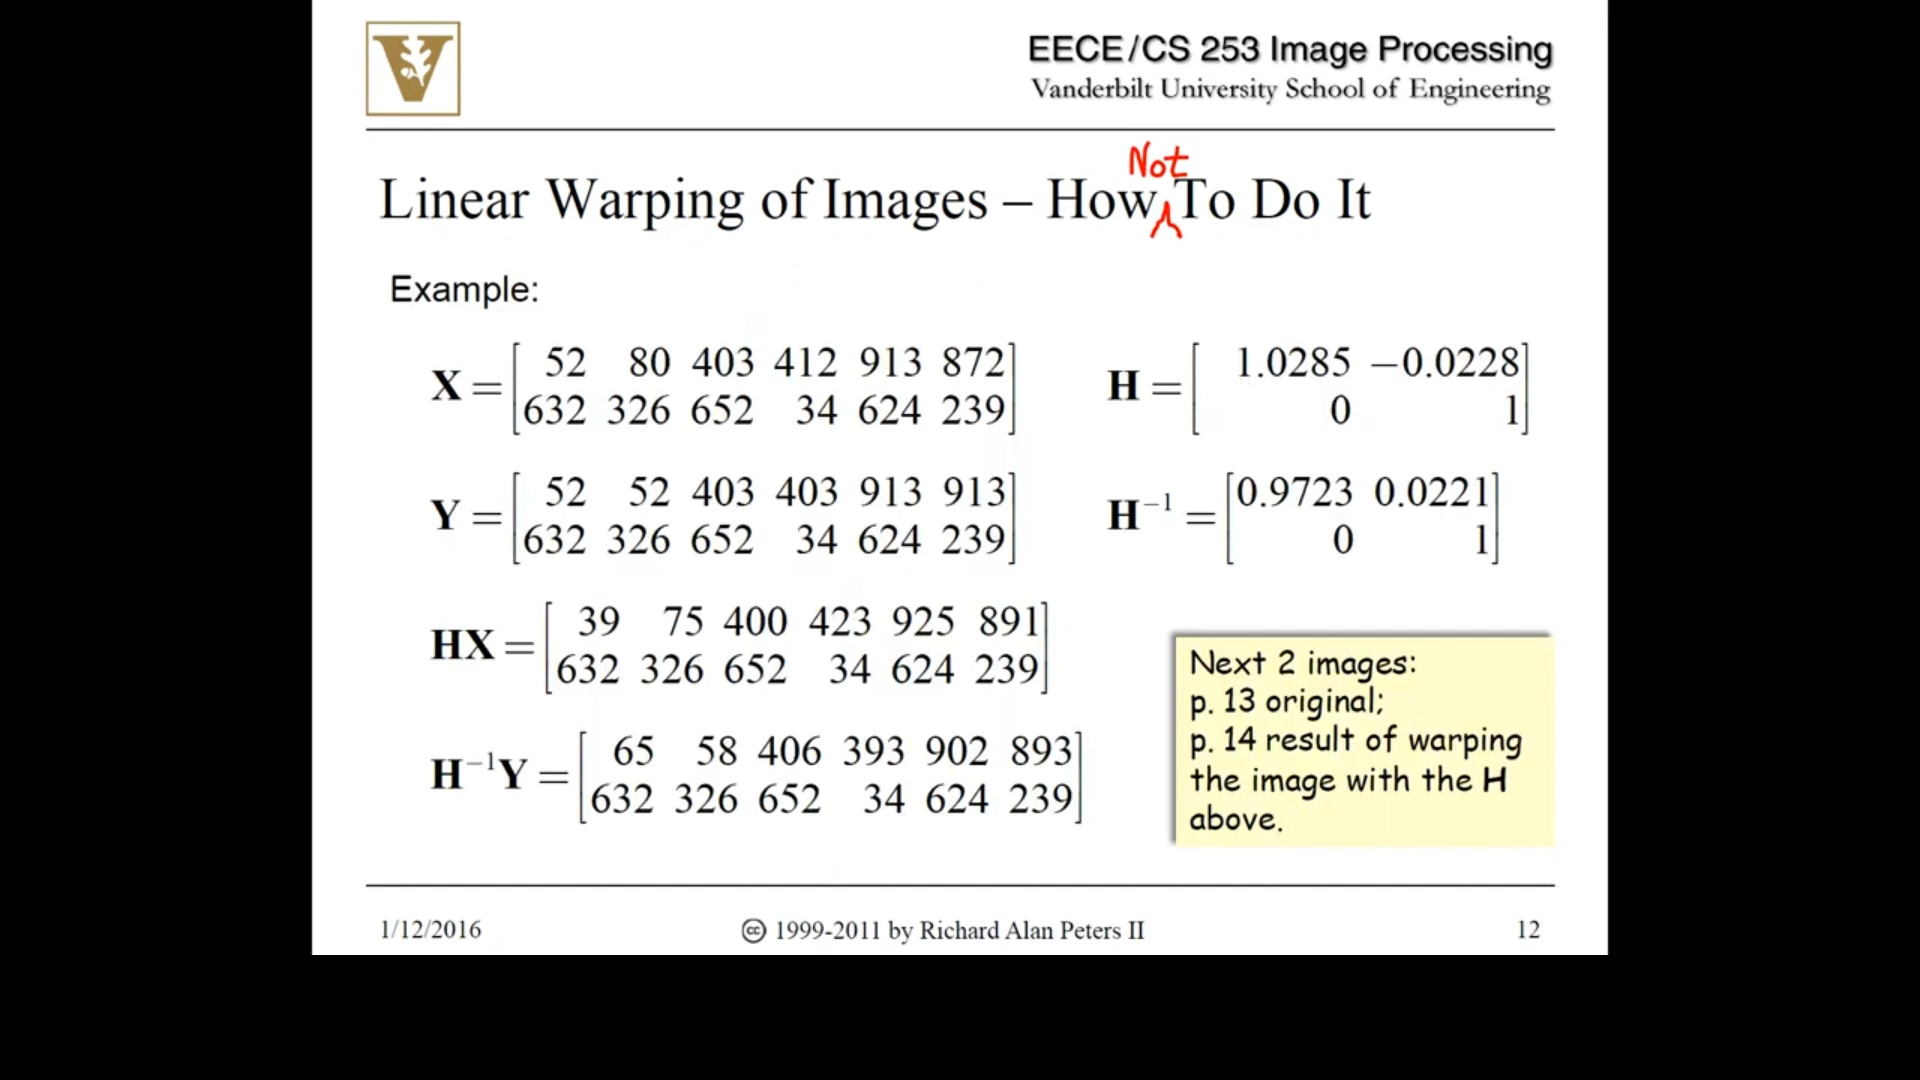 V
EECE/CS 253 Image Processing
Vanderbilt University School of Engineering
Not
Linear Warping of Images – How To Do It
Example:
X = [ 52 80 403 412 913 872
632 326 652 34 624 239 ]
H = [ 1.0285 −0.0228
0 1 ]
Y = [ 52 52 403 403 913 913
632 326 652 34 624 239 ]
H⁻¹ = [ 0.9723 0.0221
0 1 ]
HX = [ 39 75 400 423 925 891
632 326 652 34 624 239 ]
H⁻¹Y = [ 65 58 406 393 902 893
632 326 652 34 624 239 ]
Next 2 images:
p. 13 original;
p. 14 result of warping
the image with the H
above.
1/12/2016
cc 1999-2011 by Richard Alan Peters II
12